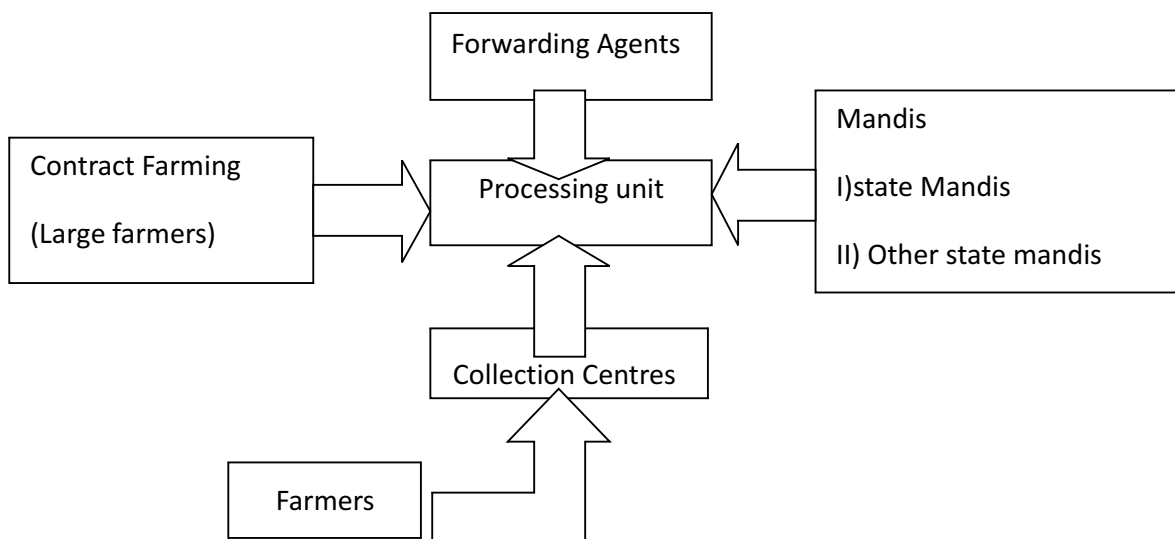 Forwarding Agents
Contract Farming
(Large farmers)
Processing unit
Mandis
I)state Mandis
II) Other state mandis
Collection Centres
Farmers